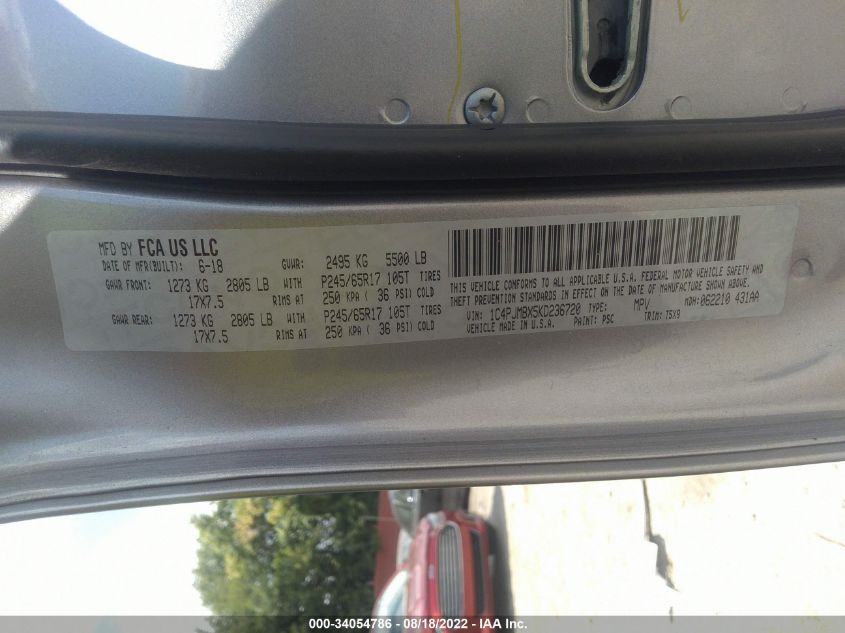 MFD BY FCA US LLC
DATE OF MFR(BUILT): 6-18 GVWR: 2495 KG 5500 LB
GAWR FRONT: 1273 KG 2805 LB WITH P245/65R17 105T TIRES
17X7.5 RIMS AT 250 KPA ( 36 PSI) COLD
GAWR REAR: 1273 KG 2805 LB WITH P245/65R17 105T TIRES
17X7.5 RIMS AT 250 KPA ( 36 PSI) COLD
THIS VEHICLE CONFORMS TO ALL APPLICABLE U.S.A. FEDERAL MOTOR VEHICLE SAFETY AND
THEFT PREVENTION STANDARDS IN EFFECT ON THE DATE OF MANUFACTURE SHOWN ABOVE.
VIN: 1C4PJMBX5KD236720 TYPE: MPV MDH: 062210 431AA
VEHICLE MADE IN U.S.A. PAINT: PSC TRIM: T5X9
000-34054786 - 08/18/2022 - IAA Inc.